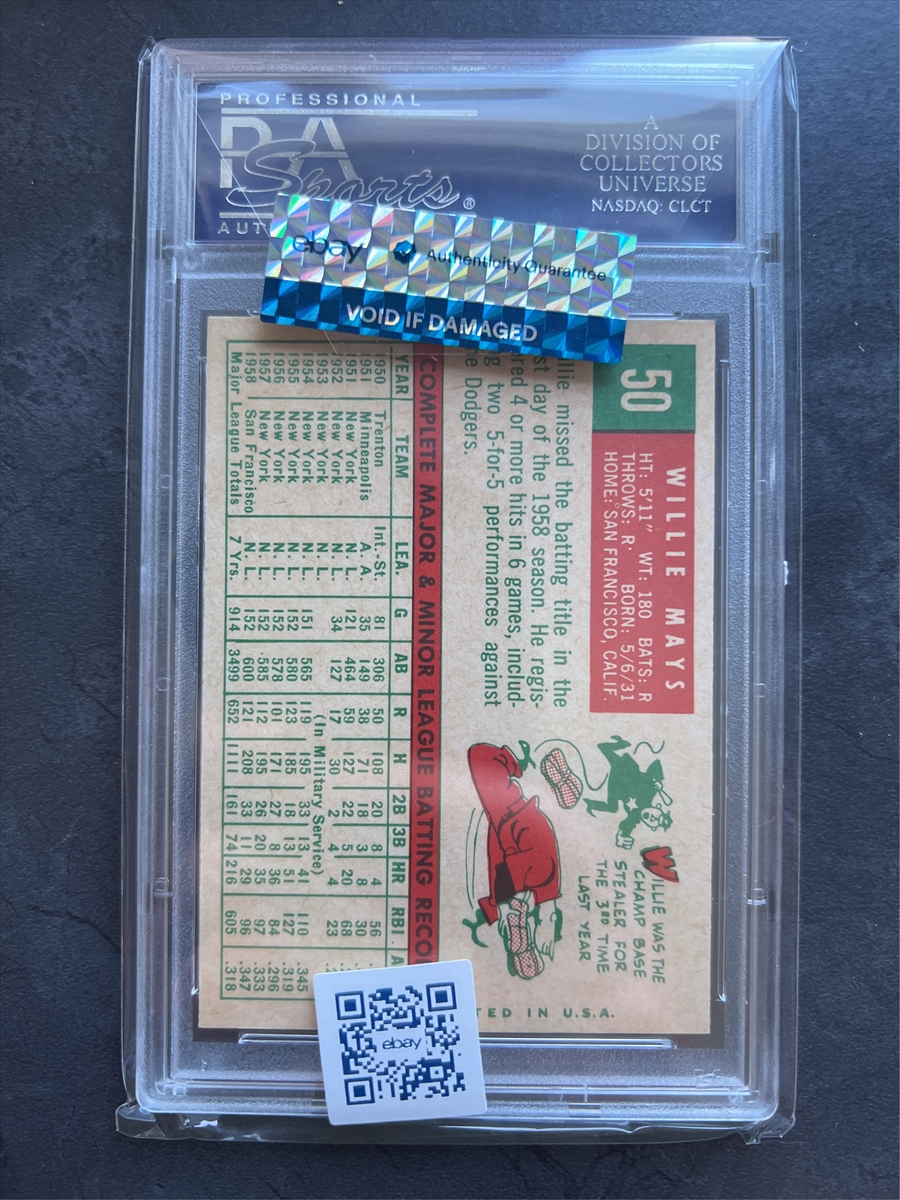 PROFESSIONAL
PSA
Sports®
AUT
A
DIVISION OF
COLLECTORS
UNIVERSE
NASDAQ: CLCT
ebay Authenticity Guarantee
VOID IF DAMAGED
50
WILLIE MAYS
HT: 5'11" WT: 180 BATS: R
THROWS: R BORN: 5/6/31
HOME: SAN FRANCISCO, CALIF.
llie missed the batting title in the
st day of the 1958 season. He regis-
red 4 or more hits in 6 games, includ-
g two 5-for-5 performances against
e Dodgers.
WILLIE WAS THE
CHAMP BASE
STEALER FOR
THE 3RD TIME
LAST YEAR
COMPLETE MAJOR & MINOR LEAGUE BATTING RECO
YEAR TEAM LEA. G AB R H 2B 3B HR RBI A
1950 Trenton Int.-St. 81 306 50 108 20 8 4 56
1951 Minneapolis A. A. 35 149 38 71 18 3 8 30
1951 New York N. L. 121 464 59 127 22 5 20 68
1952 New York N. L. 34 127 17 30 2 4 4 23
1953 New York (In Military Service)
1954 New York N. L. 151 565 119 195 33 13 41 110 .345
1955 New York N. L. 152 580 123 185 18 13 51 127 .319
1956 New York N. L. 152 578 101 171 27 8 36 84 .296
1957 New York N. L. 152 585 112 195 26 20 35 97 .333
1958 San Francisco N. L. 152 600 121 208 33 11 29 96 .347
Major League Totals 7 Yrs. 914 3499 652 1111 161 74 216 605 .318
TED IN U.S.A.
ebay